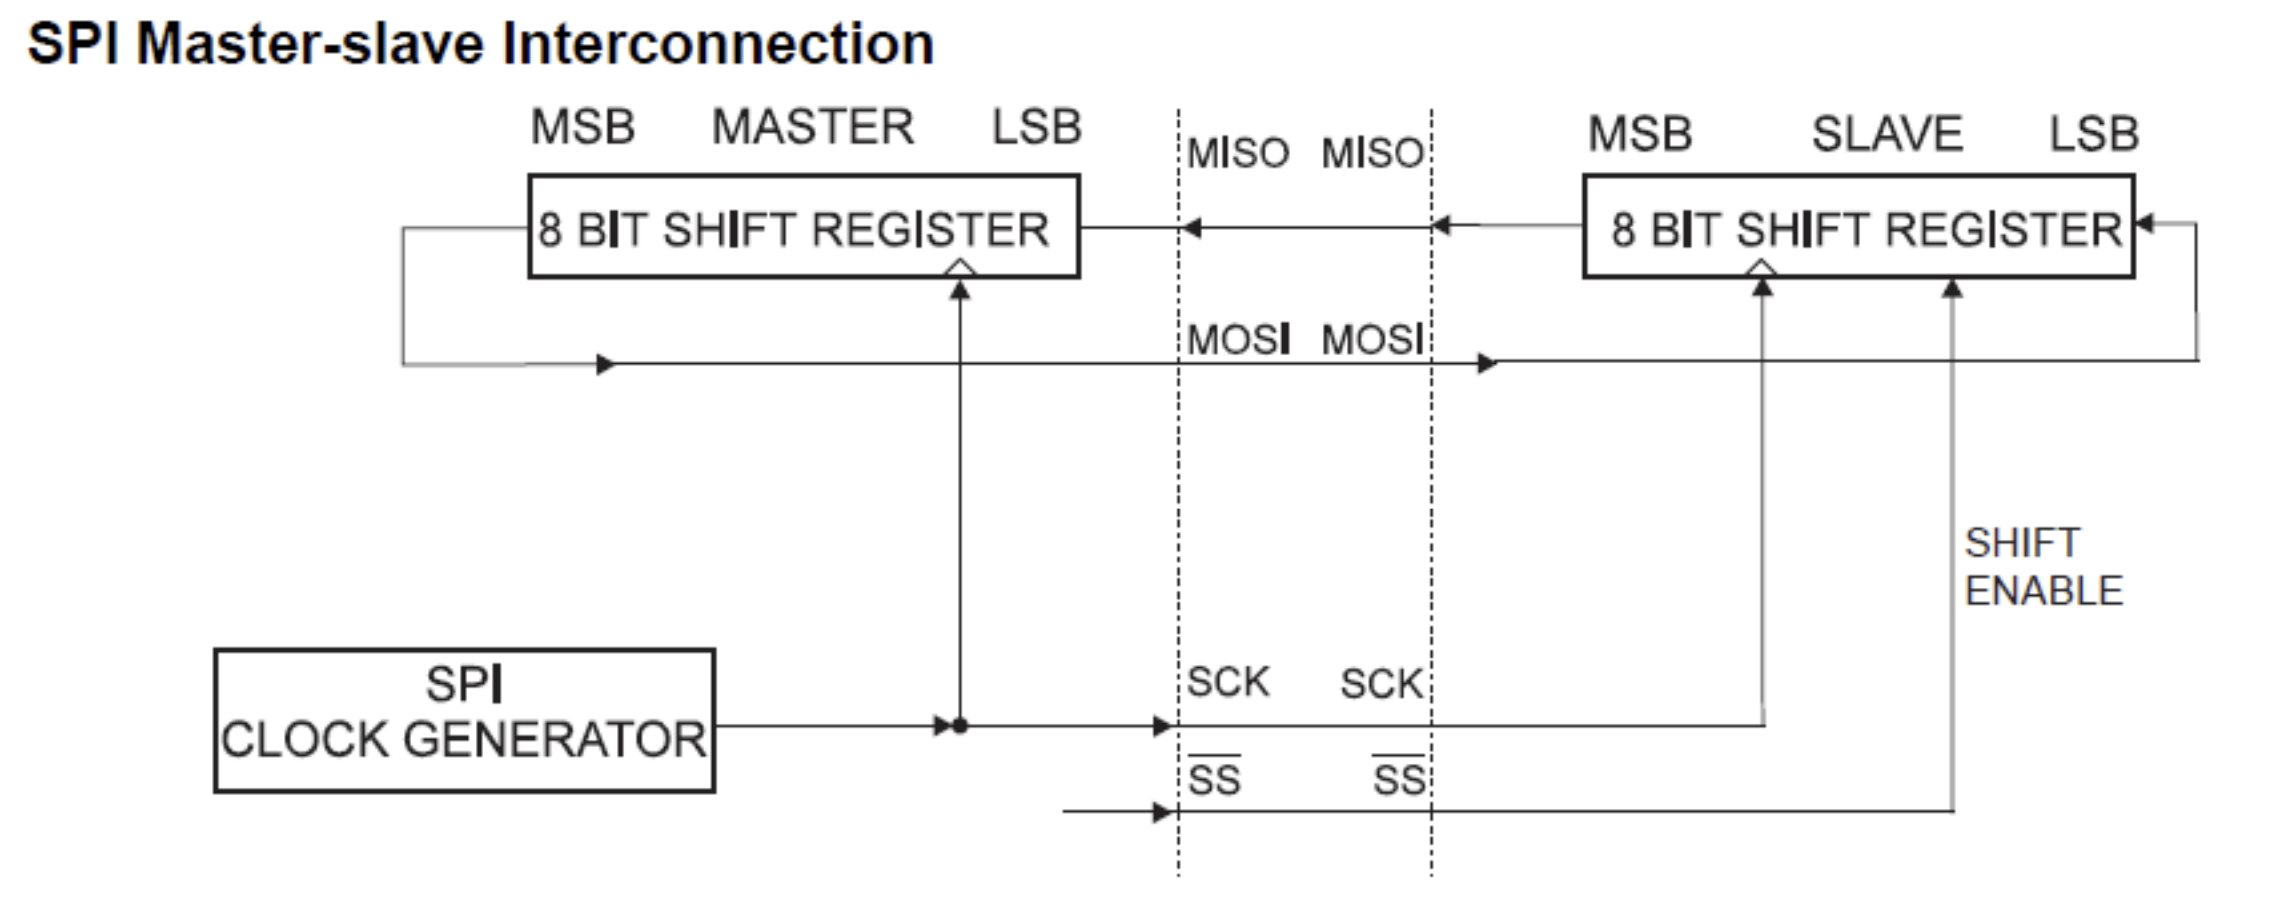 SPI Master-slave Interconnection
MSB MASTER LSB
MISO MISO
MSB SLAVE LSB
8 BIT SHIFT REGISTER
8 BIT SHIFT REGISTER
MOSI MOSI
SHIFT
ENABLE
SPI
CLOCK GENERATOR
SCK SCK
SS SS